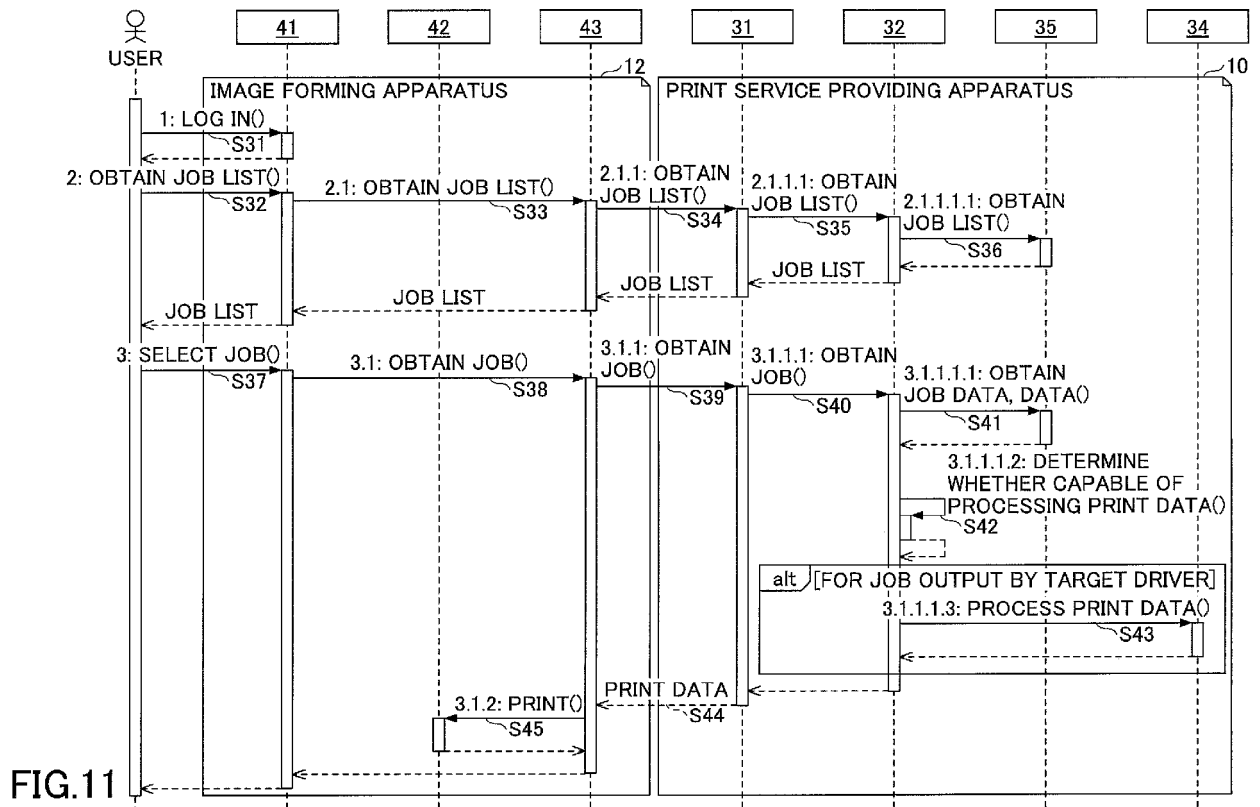 41
42
43
31
32
35
34
USER
12
10
IMAGE FORMING APPARATUS
PRINT SERVICE PROVIDING APPARATUS
1: LOG IN()
S31
2: OBTAIN JOB LIST()
S32
2.1: OBTAIN JOB LIST()
S33
2.1.1: OBTAIN
JOB LIST()
S34
2.1.1.1: OBTAIN
JOB LIST()
S35
2.1.1.1.1: OBTAIN
JOB LIST()
S36
JOB LIST
JOB LIST
JOB LIST
JOB LIST
3: SELECT JOB()
S37
3.1: OBTAIN JOB()
S38
3.1.1: OBTAIN
JOB()
S39
3.1.1.1: OBTAIN
JOB()
S40
3.1.1.1.1: OBTAIN
JOB DATA, DATA()
S41
3.1.1.1.2: DETERMINE
WHETHER CAPABLE OF
PROCESSING PRINT DATA()
S42
alt
[FOR JOB OUTPUT BY TARGET DRIVER]
3.1.1.1.3: PROCESS PRINT DATA()
S43
PRINT DATA
S44
3.1.2: PRINT()
S45
FIG.11